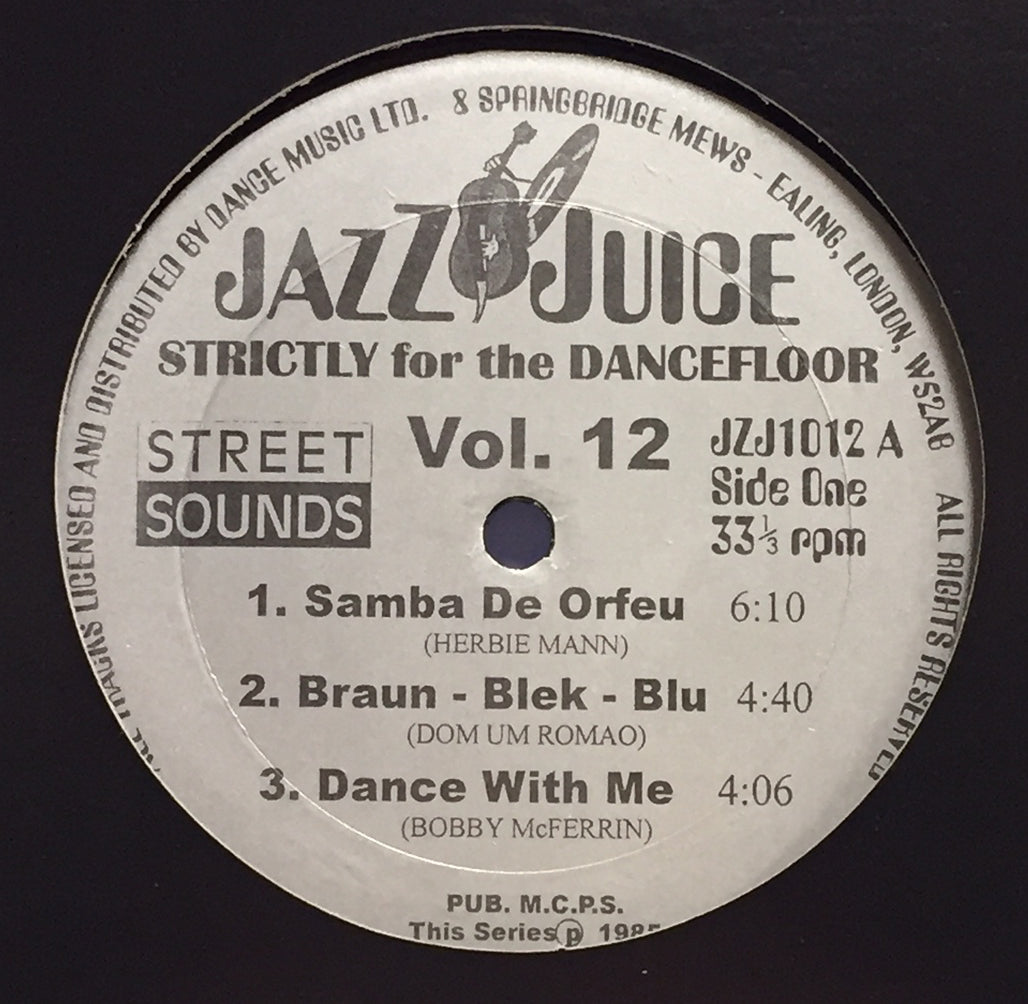 ALL TRACKS LICENSED AND DISTRIBUTED BY DANCE MUSIC LTD. 8 SPRINGBRIDGE MEWS - EALING, LONDON, W52AB ALL RIGHTS RESERVED
JAZZ JUICE
STRICTLY for the DANCEFLOOR
STREET SOUNDS
Vol. 12
JZJ1012 A
Side One
33⅓ rpm
1. Samba De Orfeu 6:10
(HERBIE MANN)
2. Braun - Blek - Blu 4:40
(DOM UM ROMAO)
3. Dance With Me 4:06
(BOBBY McFERRIN)
PUB. M.C.P.S.
This Series ℗